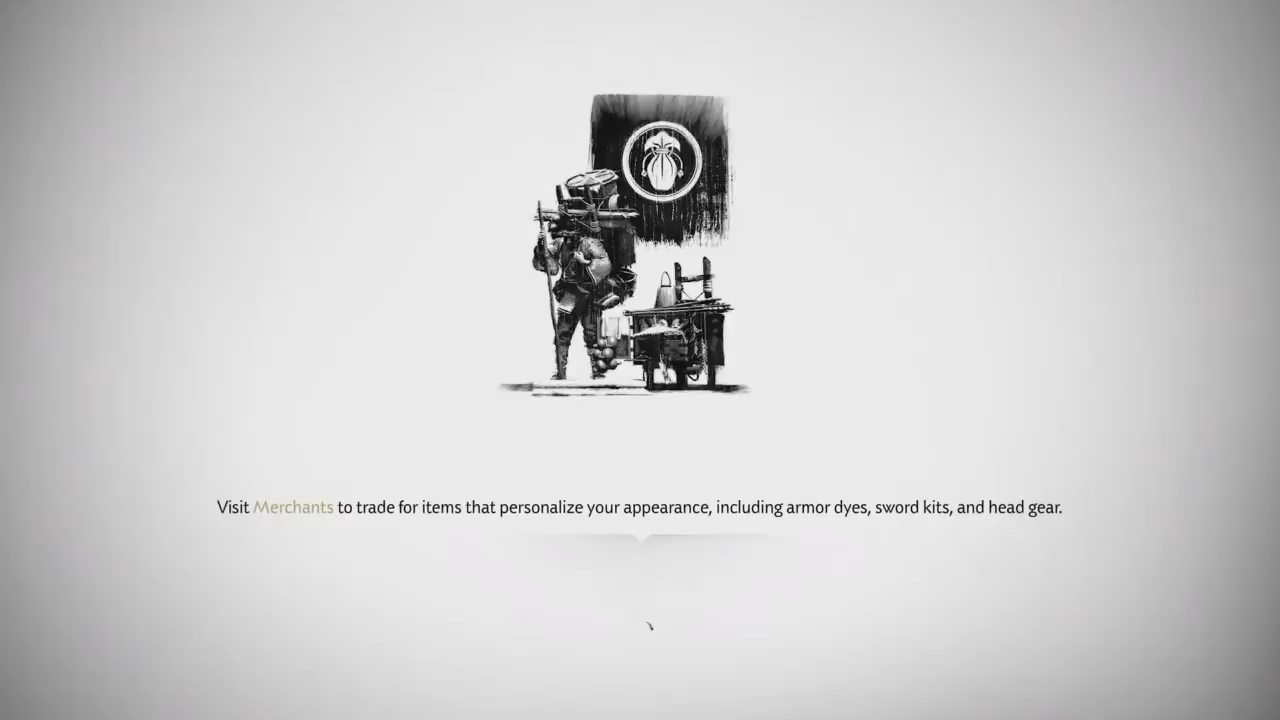 Visit Merchants to trade for items that personalize your appearance, including armor dyes, sword kits, and head gear.